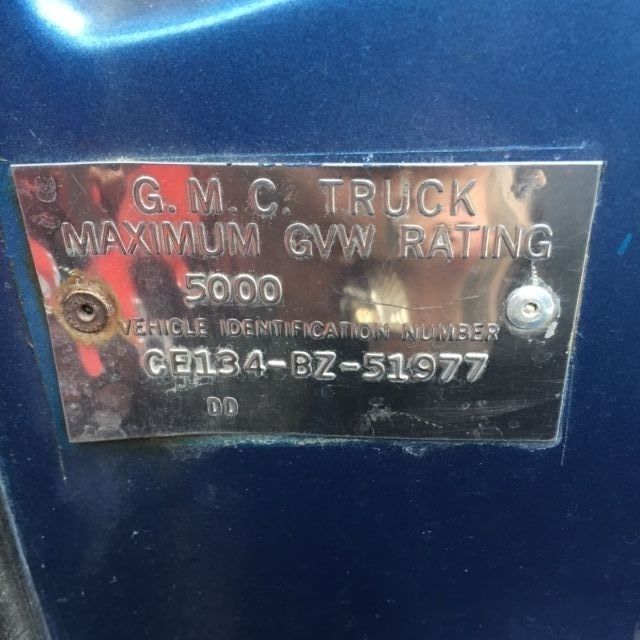 G. M. C. TRUCK
MAXIMUM GVW RATING
5000
VEHICLE IDENTIFICATION NUMBER
CE134-BZ-51977
DD